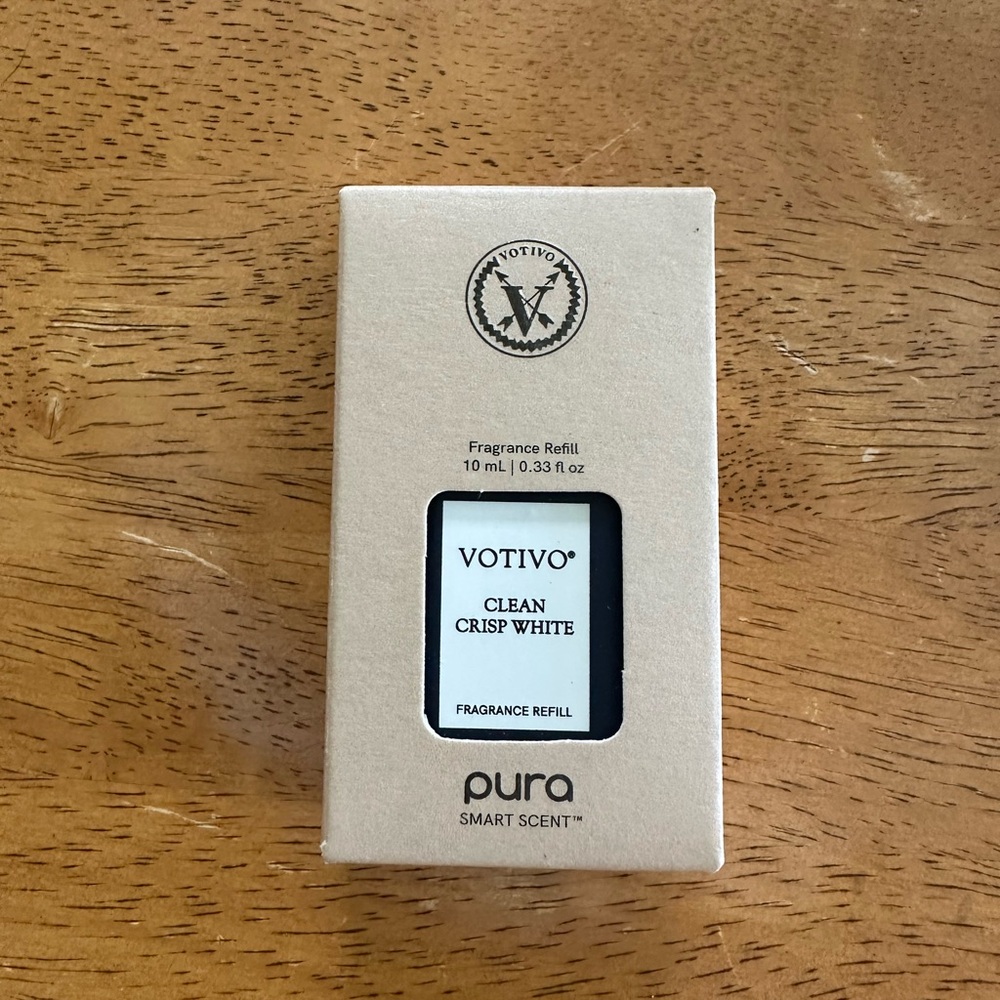 VOTIVO
V
Fragrance Refill
10 mL | 0.33 fl oz
VOTIVO®
CLEAN
CRISP WHITE
FRAGRANCE REFILL
pura
SMART SCENT™